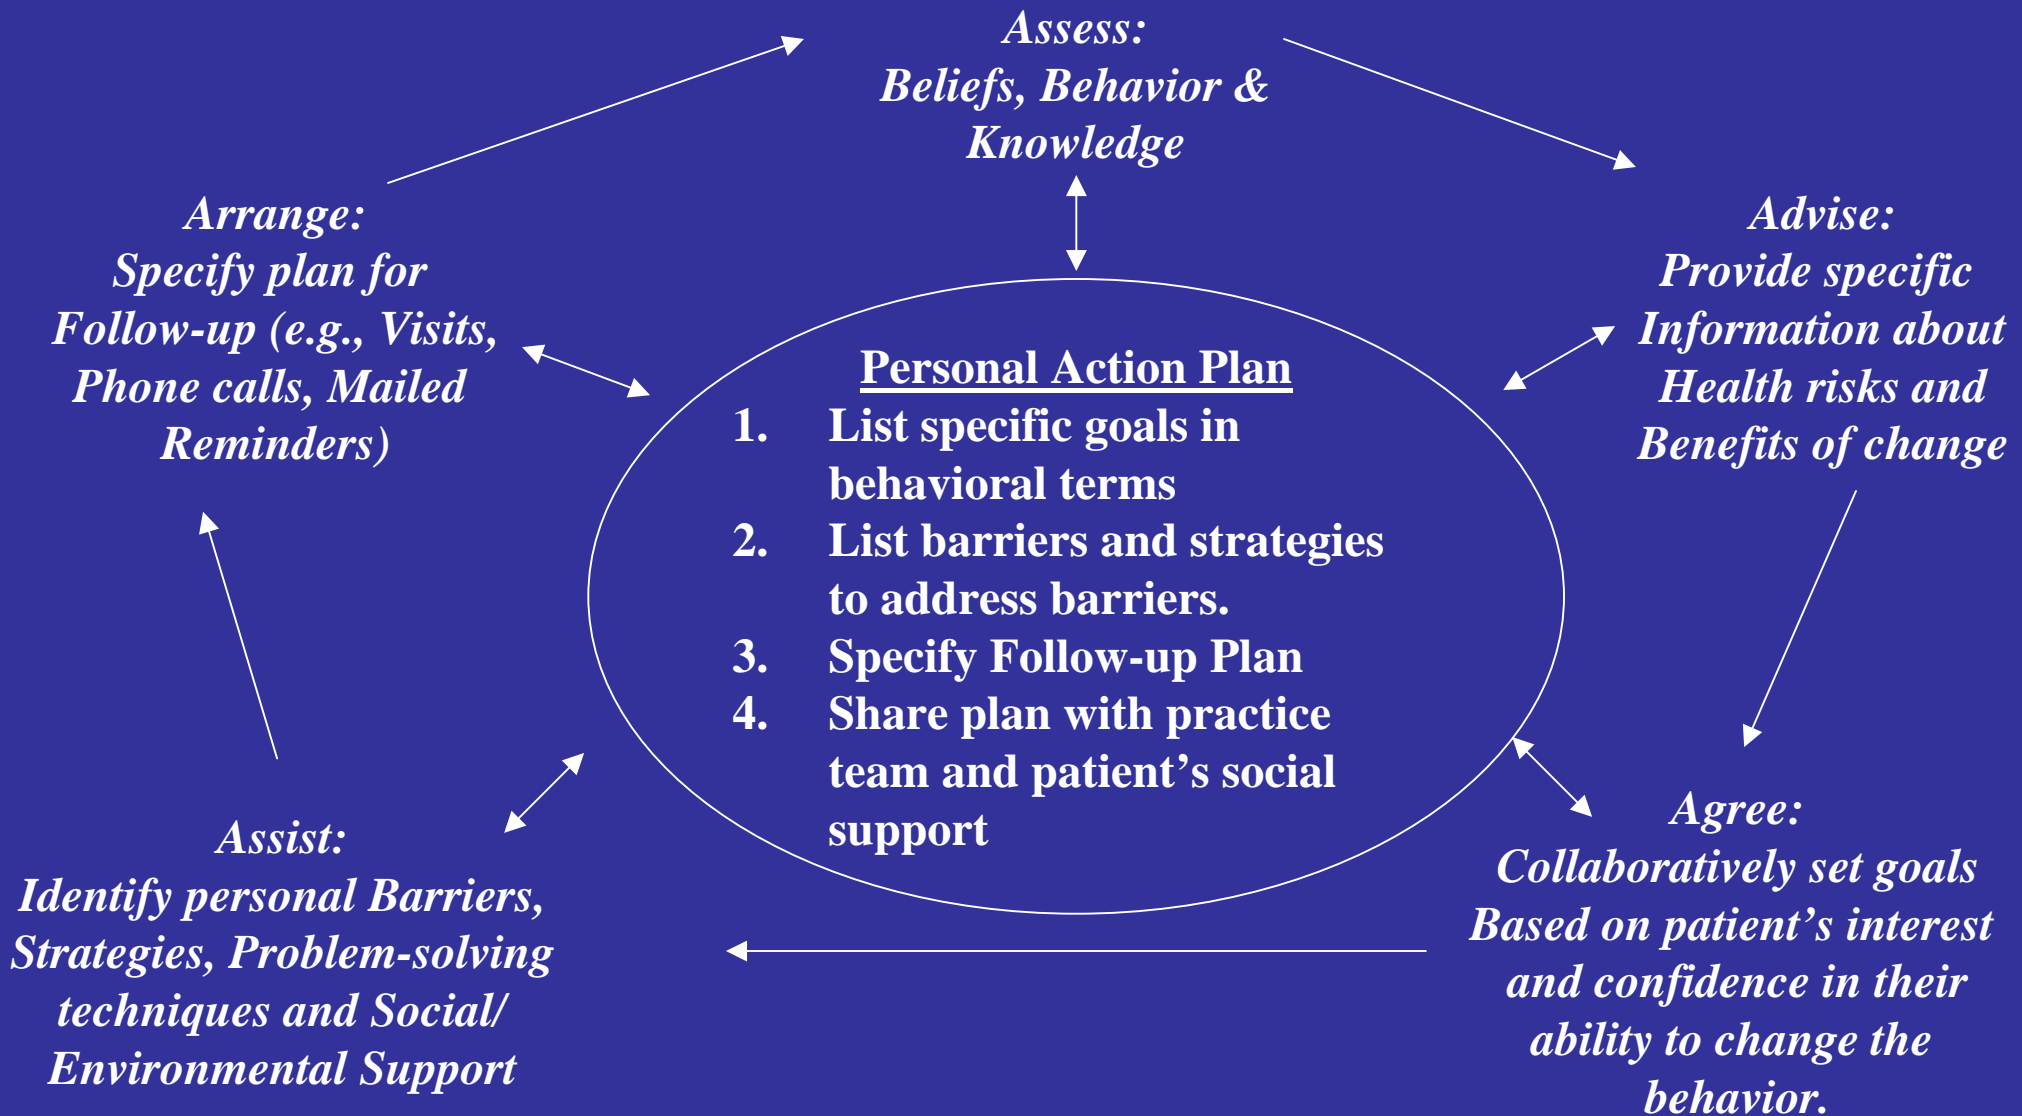 Assess:
Beliefs, Behavior &
Knowledge
Advise:
Provide specific
Information about
Health risks and
Benefits of change
Agree:
Collaboratively set goals
Based on patient’s interest
and confidence in their
ability to change the
behavior.
Assist:
Identify personal Barriers,
Strategies, Problem-solving
techniques and Social/
Environmental Support
Arrange:
Specify plan for
Follow-up (e.g., Visits,
Phone calls, Mailed
Reminders)
Personal Action Plan
1. List specific goals in
behavioral terms
2. List barriers and strategies
to address barriers.
3. Specify Follow-up Plan
4. Share plan with practice
team and patient’s social
support